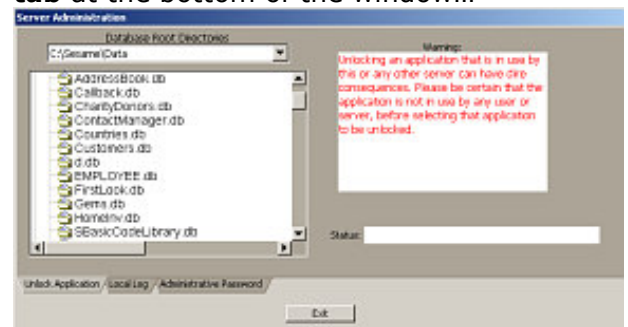 tab at the bottom of the window..
Server Administration
Database Root Directories
C:/Sesame/Data
AddressBook.db
Callback.db
CharityDonors.db
ContactManager.db
Countries.db
Customers.db
d.db
EMPLOYEE.db
FirstLook.db
Gems.db
HomeInv.db
SBasicCodeLibrary.db
Warning:
Unlocking an application that is in use by
this or any other server can have dire
consequences. Please be certain that the
application is not in use by any user or
server, before selecting that application
to be unlocked.
Status:
Unlock Application
Local Log
Administrative Password
Exit